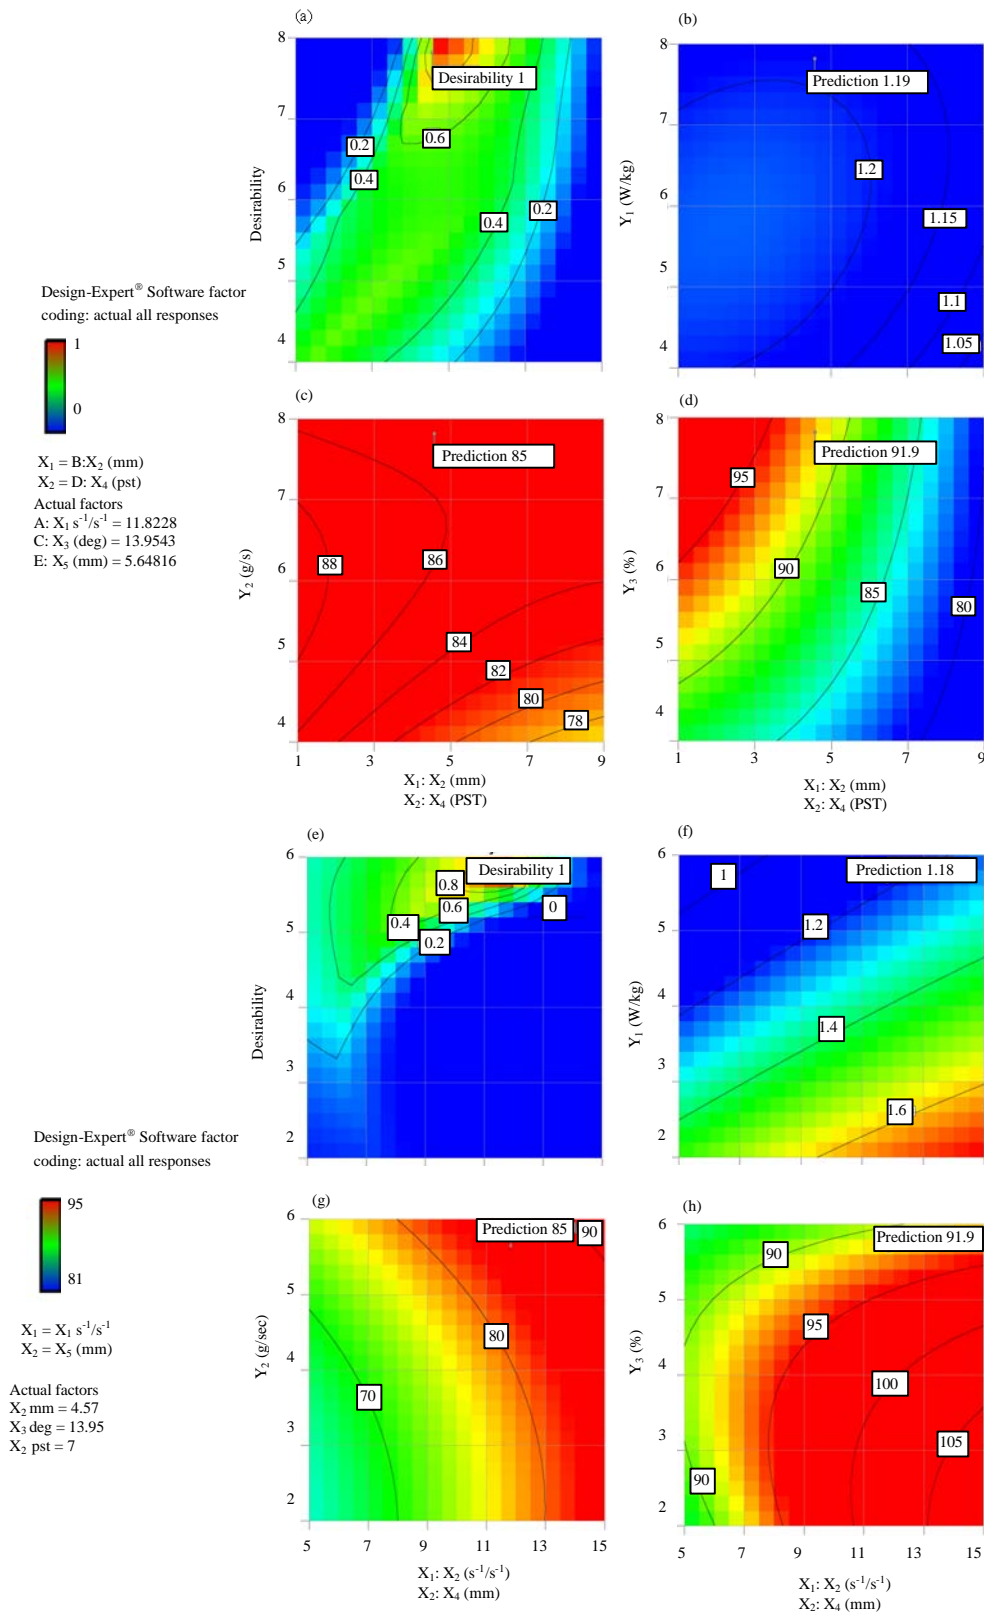 (a)
8
7
6
5
4
Desirability
Desirability 1
0.2
0.4
0.6
0.4
0.2
(b)
8
7
6
5
4
Y₁ (W/kg)
Prediction 1.19
1.2
1.15
1.1
1.05
Design-Expert® Software factor
coding: actual all responses
1
0
X₁ = B:X₂ (mm)
X₂ = D: X₄ (pst)
Actual factors
A: X₁ s⁻¹/s⁻¹ = 11.8228
C: X₃ (deg) = 13.9543
E: X₅ (mm) = 5.64816
(c)
8
7
6
5
4
Y₂ (g/s)
Prediction 85
88
86
84
82
80
78
1 3 5 7 9
X₁: X₂ (mm)
X₂: X₄ (PST)
(d)
8
7
6
5
4
Y₃ (%)
Prediction 91.9
95
90
85
80
1 3 5 7 9
X₁: X₂ (mm)
X₂: X₄ (PST)
(e)
6
5
4
3
2
Desirability
Desirability 1
0.8
0.6
0
0.4
0.2
(f)
6
5
4
3
2
Y₁ (W/kg)
Prediction 1.18
1
1.2
1.4
1.6
Design-Expert® Software factor
coding: actual all responses
95
81
X₁ = X₁ s⁻¹/s⁻¹
X₂ = X₅ (mm)
Actual factors
X₂ mm = 4.57
X₃ deg = 13.95
X₂ pst = 7
(g)
6
5
4
3
2
Y₂ (g/sec)
Prediction 85
90
80
70
5 7 9 11 13 15
X₁: X₂ (s⁻¹/s⁻¹)
X₂: X₄ (mm)
(h)
6
5
4
3
2
Y₃ (%)
Prediction 91.9
90
95
100
105
90
5 7 9 11 13 15
X₁: X₂ (s⁻¹/s⁻¹)
X₂: X₄ (mm)